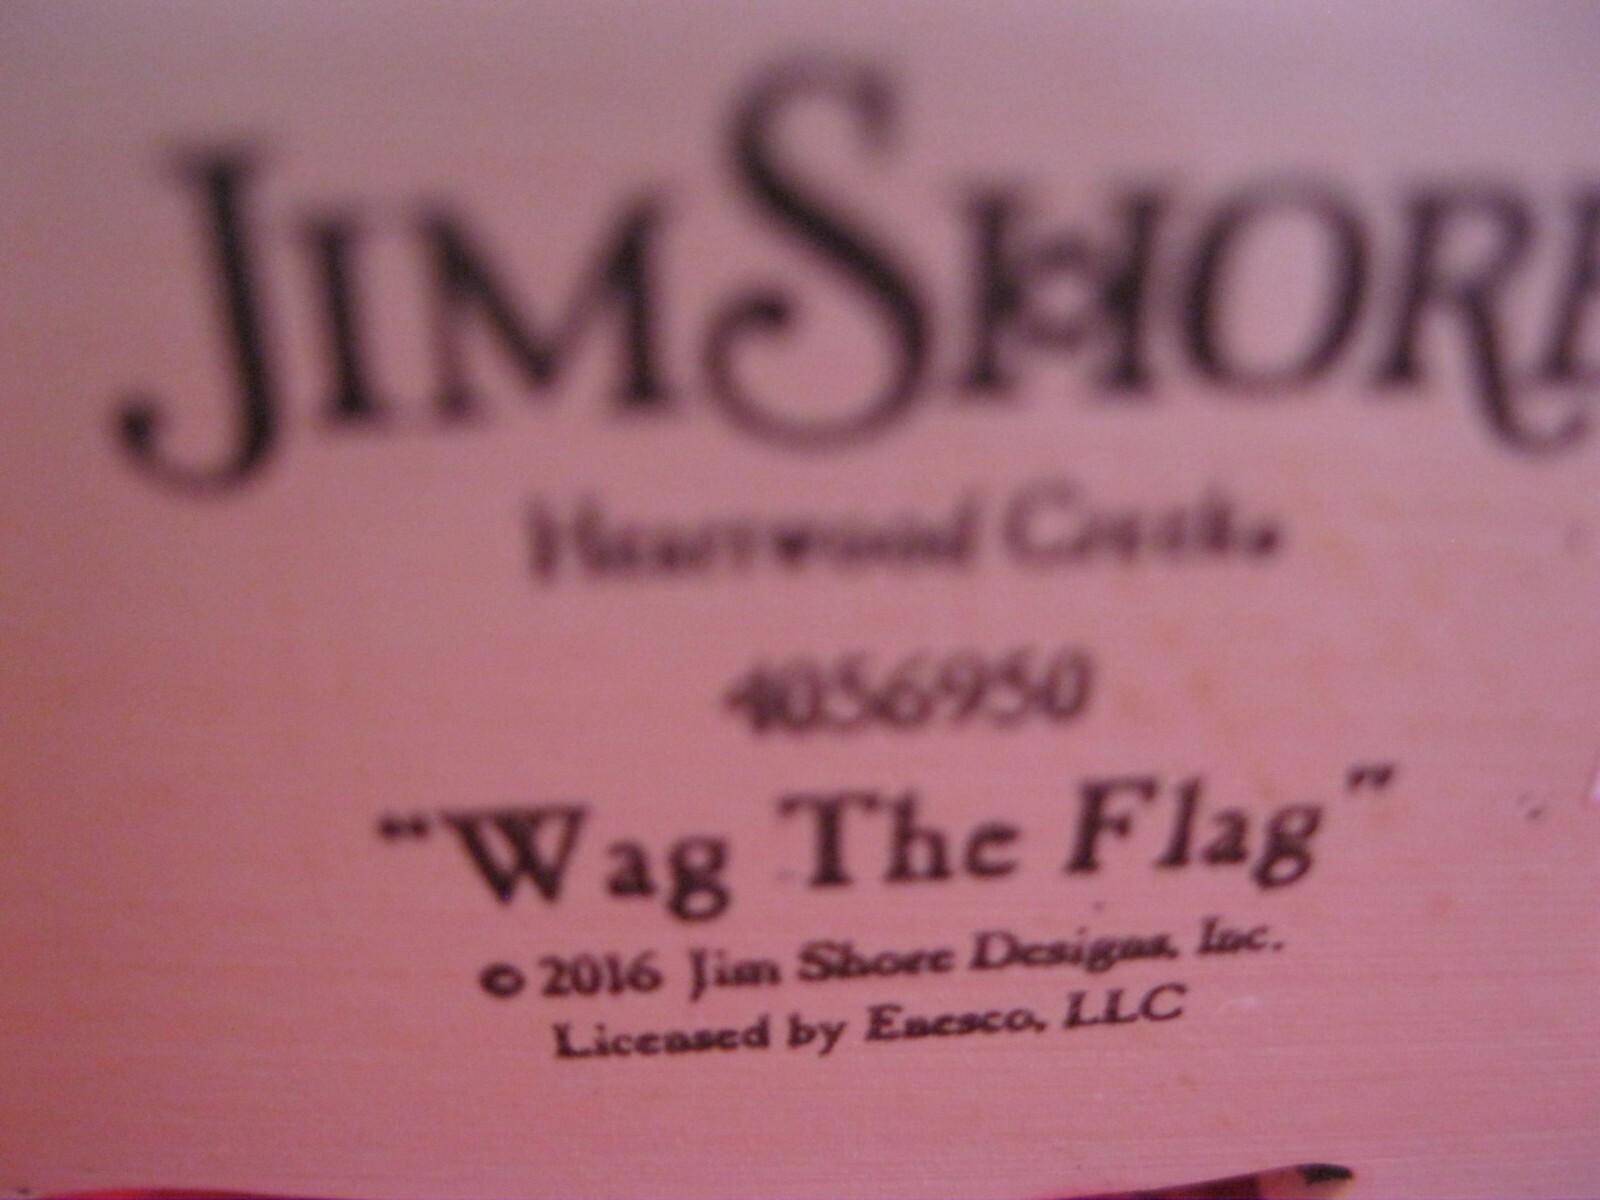 JIM SHORE
Heartwood Creek®
4056950
"Wag The Flag"
© 2016 Jim Shore Designs, Inc.
Licensed by Enesco, LLC